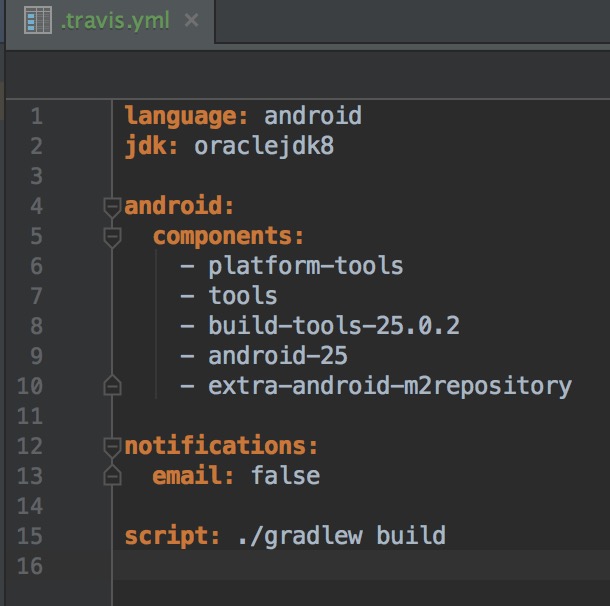 .travis.yml
1 language: android
2 jdk: oraclejdk8
3
4 android:
5   components:
6     - platform-tools
7     - tools
8     - build-tools-25.0.2
9     - android-25
10     - extra-android-m2repository
11
12 notifications:
13   email: false
14
15 script: ./gradlew build
16